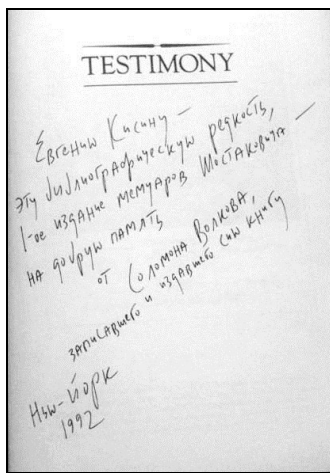 TESTIMONY
Евгению Кисину —
эту библиографическую редкость,
1-ое издание мемуаров Шостаковича —
на добрую память
от Соломона Волкова,
записавшего и издавшего сию книгу
Нью-Йорк
1992